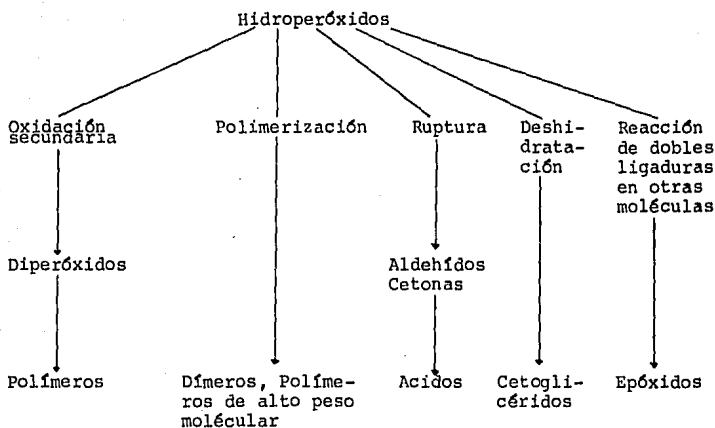 Hidroperóxidos
Oxidación
secundaria
Polimerización
Ruptura
Deshi-
drata-
ción
Reacción
de dobles
ligaduras
en otras
moléculas
Diperóxidos
Aldehídos
Cetonas
Polímeros
Dímeros, Políme-
ros de alto peso
molécular
Acidos
Cetogli-
céridos
Epóxidos